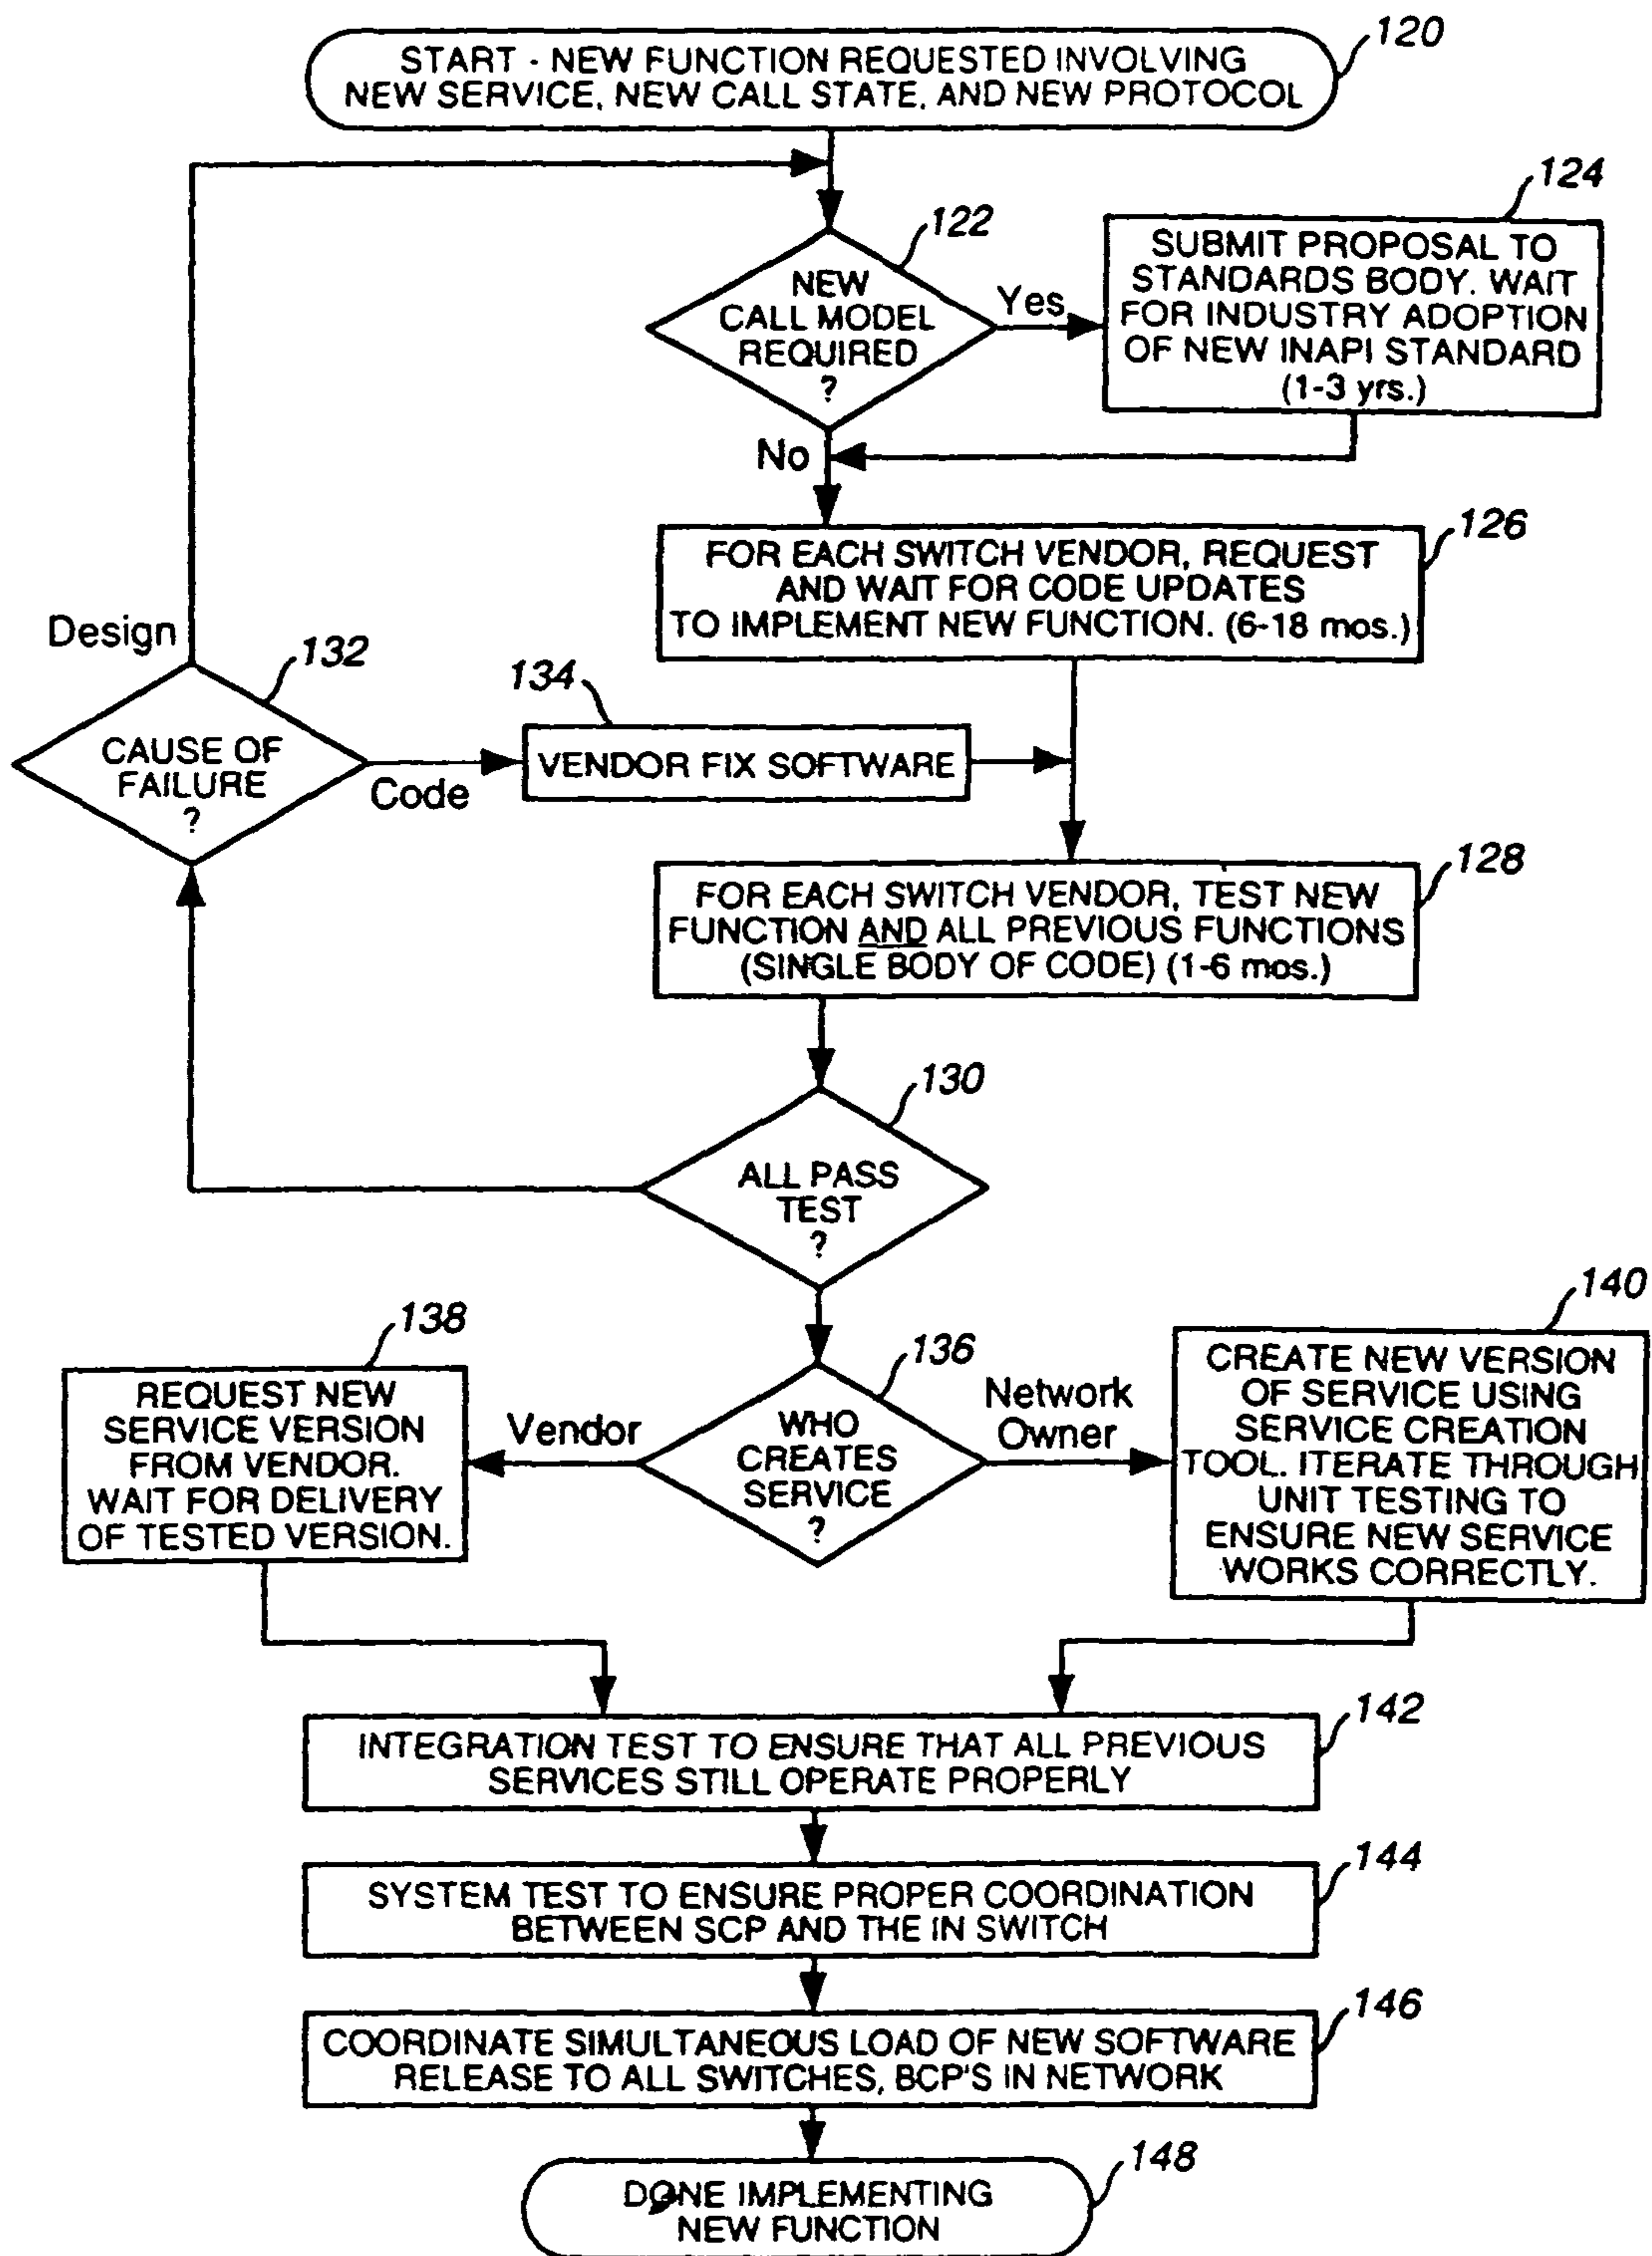 120
START - NEW FUNCTION REQUESTED INVOLVING
NEW SERVICE, NEW CALL STATE, AND NEW PROTOCOL
122
NEW
CALL MODEL
REQUIRED
?
Yes
No
124
SUBMIT PROPOSAL TO
STANDARDS BODY. WAIT
FOR INDUSTRY ADOPTION
OF NEW INAPI STANDARD
(1-3 yrs.)
126
FOR EACH SWITCH VENDOR, REQUEST
AND WAIT FOR CODE UPDATES
TO IMPLEMENT NEW FUNCTION. (6-18 mos.)
Design
132
CAUSE OF
FAILURE
?
Code
134
VENDOR FIX SOFTWARE
128
FOR EACH SWITCH VENDOR, TEST NEW
FUNCTION AND ALL PREVIOUS FUNCTIONS
(SINGLE BODY OF CODE) (1-6 mos.)
130
ALL PASS
TEST
?
136
WHO
CREATES
SERVICE
?
Vendor
Network
Owner
138
REQUEST NEW
SERVICE VERSION
FROM VENDOR.
WAIT FOR DELIVERY
OF TESTED VERSION.
140
CREATE NEW VERSION
OF SERVICE USING
SERVICE CREATION
TOOL. ITERATE THROUGH
UNIT TESTING TO
ENSURE NEW SERVICE
WORKS CORRECTLY.
142
INTEGRATION TEST TO ENSURE THAT ALL PREVIOUS
SERVICES STILL OPERATE PROPERLY
144
SYSTEM TEST TO ENSURE PROPER COORDINATION
BETWEEN SCP AND THE IN SWITCH
146
COORDINATE SIMULTANEOUS LOAD OF NEW SOFTWARE
RELEASE TO ALL SWITCHES, BCP'S IN NETWORK
148
DONE IMPLEMENTING
NEW FUNCTION